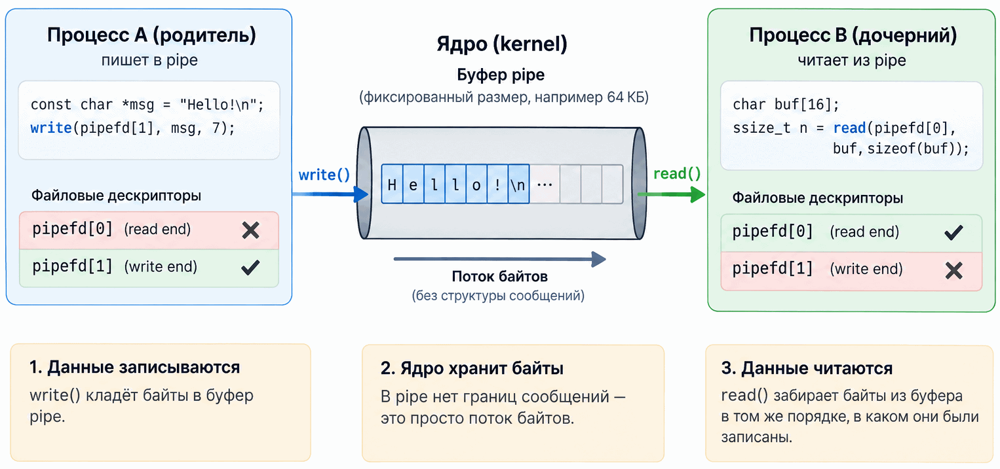 Процесс A (родитель)
пишет в pipe
const char *msg = "Hello!\n";
write(pipefd[1], msg, 7);
Файловые дескрипторы
pipefd[0] (read end)
pipefd[1] (write end)
write()
Ядро (kernel)
Буфер pipe
(фиксированный размер, например 64 КБ)
H e l l o ! \n ...
Поток байтов
(без структуры сообщений)
read()
Процесс B (дочерний)
читает из pipe
char buf[16];
ssize_t n = read(pipefd[0],
buf, sizeof(buf));
Файловые дескрипторы
pipefd[0] (read end)
pipefd[1] (write end)
1. Данные записываются
write() кладёт байты в буфер
pipe.
2. Ядро хранит байты
В pipe нет границ сообщений —
это просто поток байтов.
3. Данные читаются
read() забирает байты из буфера
в том же порядке, в каком они были
записаны.